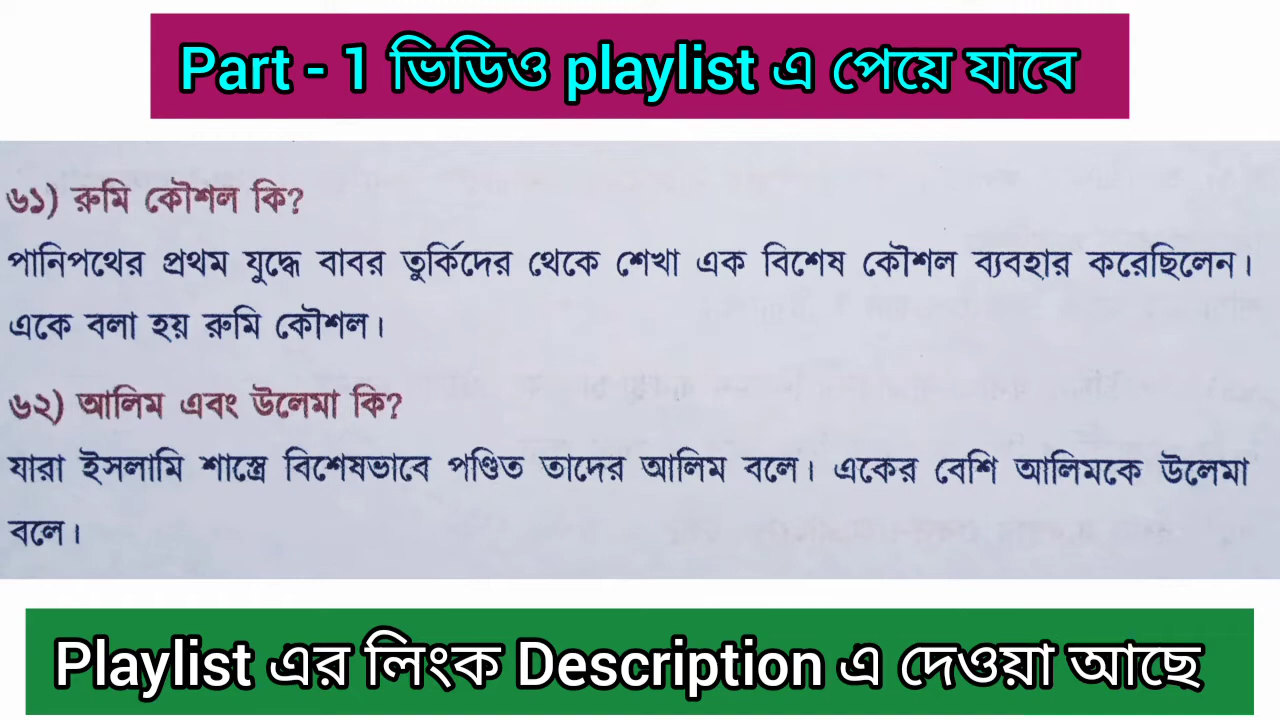 Part - 1 ভিডিও playlist এ পেয়ে যাবে
৬১) রুমি কৌশল কি?
পানিপথের প্রথম যুদ্ধে বাবর তুর্কিদের থেকে শেখা এক বিশেষ কৌশল ব্যবহার করেছিলেন।
একে বলা হয় রুমি কৌশল।
৬২) আলিম এবং উলেমা কি?
যারা ইসলামি শাস্ত্রে বিশেষভাবে পণ্ডিত তাদের আলিম বলে। একের বেশি আলিমকে উলেমা
বলে।
Playlist এর লিংক Description এ দেওয়া আছে